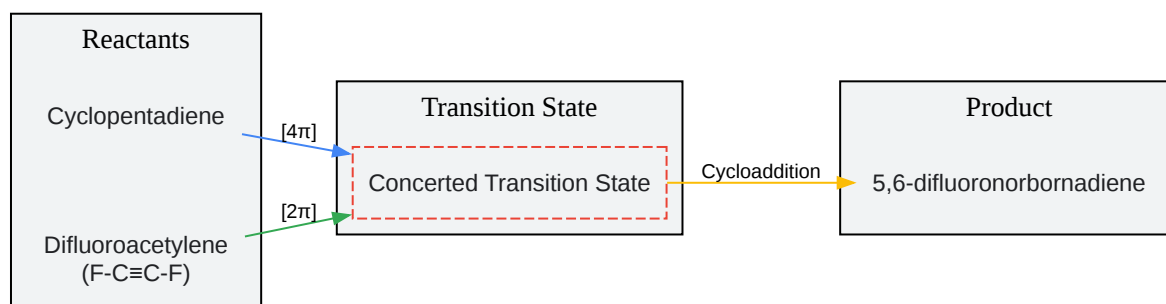 Reactants
Cyclopentadiene
Difluoroacetylene
(F-C≡C-F)
[4π]
[2π]
Transition State
Concerted Transition State
Cycloaddition
Product
5,6-difluoronorbornadiene